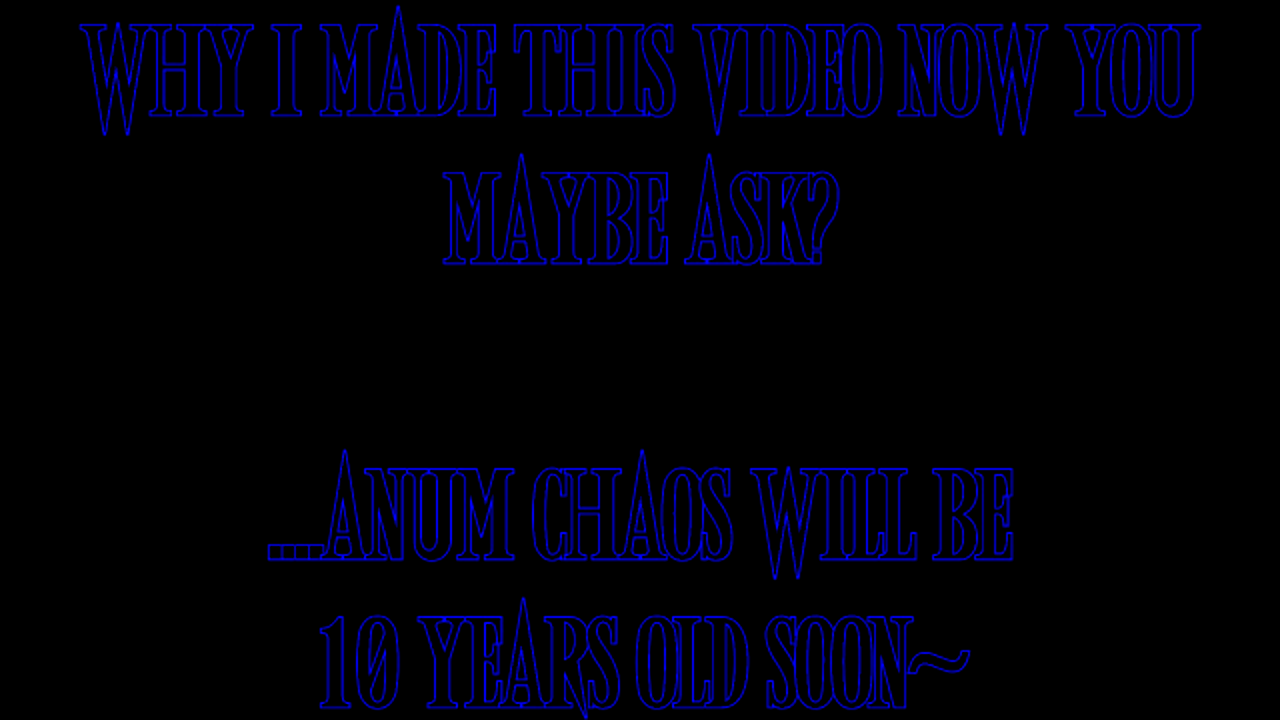 WHY I MADE THIS VIDEO NOW YOU
MAYBE ASK?
....ANUM CHAOS WILL BE
10 YEARS OLD SOON~